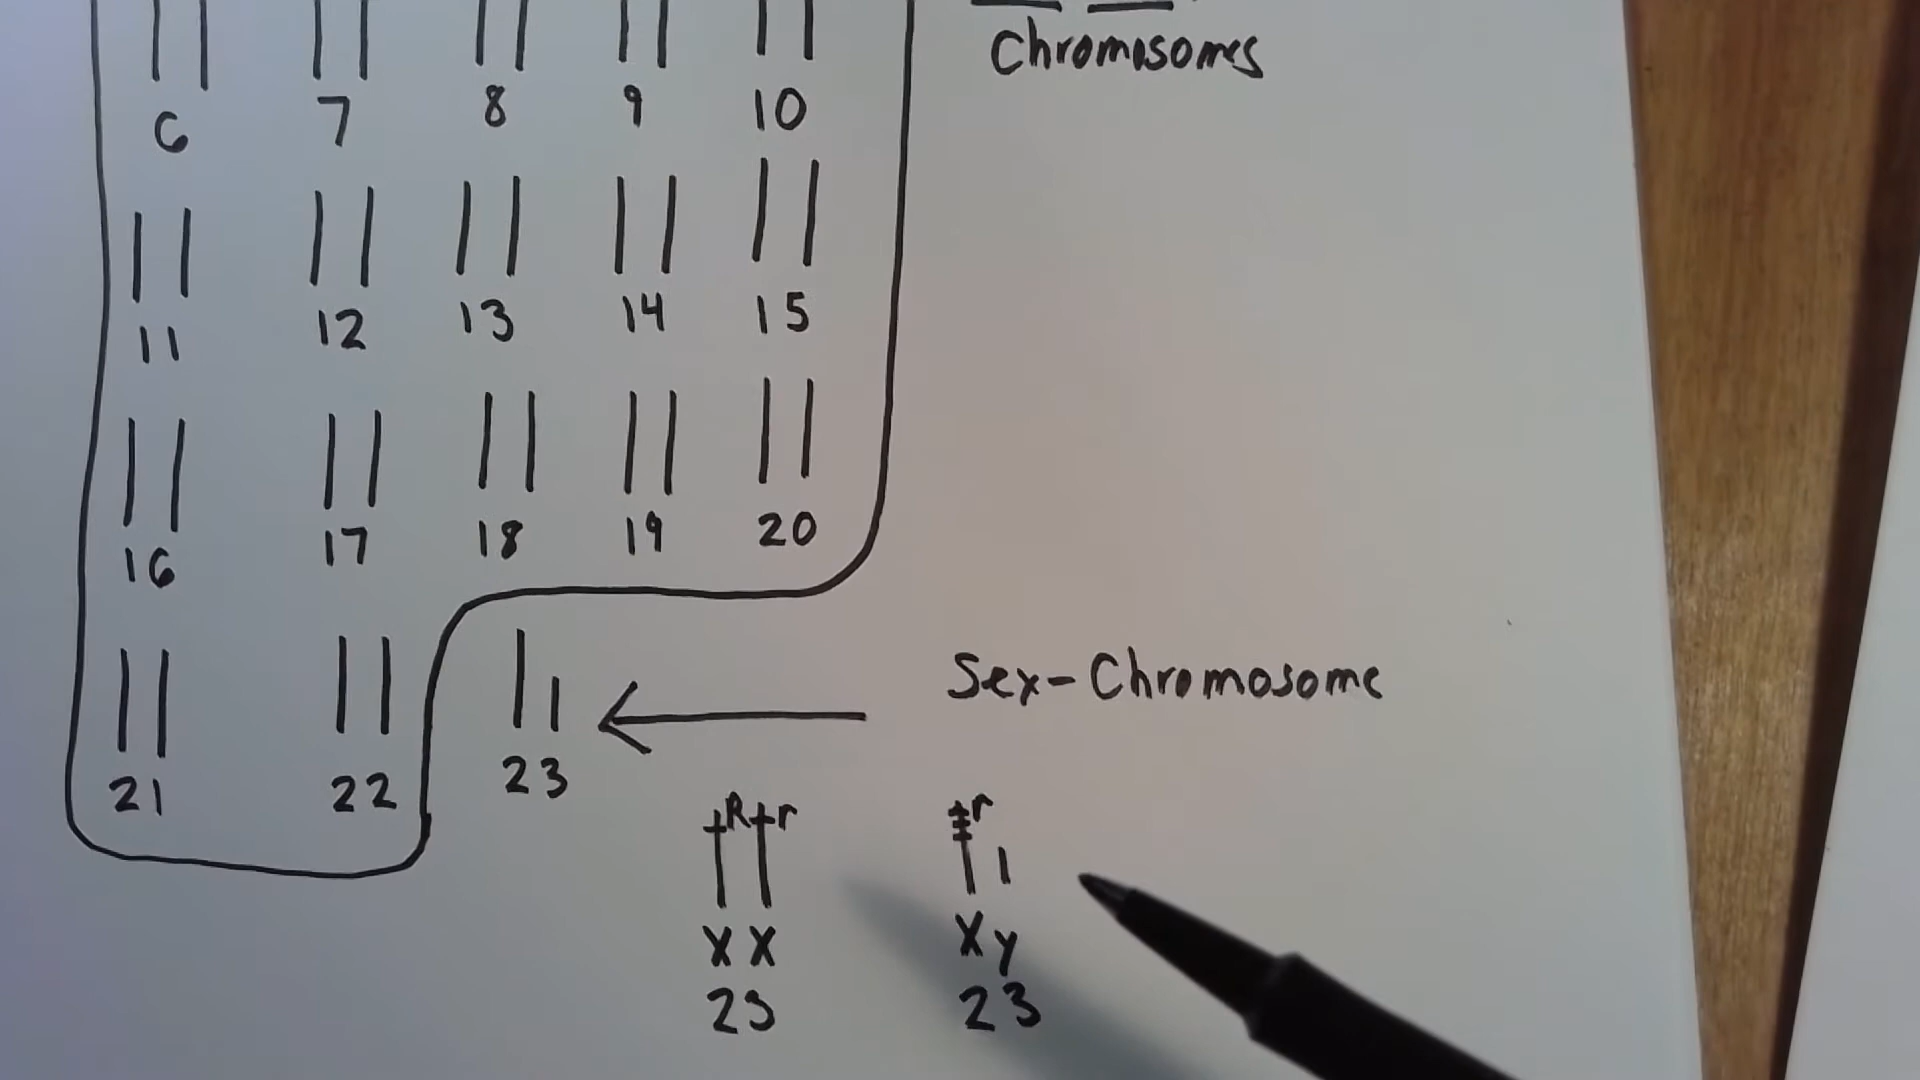 Chromosomes
6 7 8 9 10
11 12 13 14 15
16 17 18 19 20
Sex-Chromosome
21 22 23
R r r
X X X y
23 23